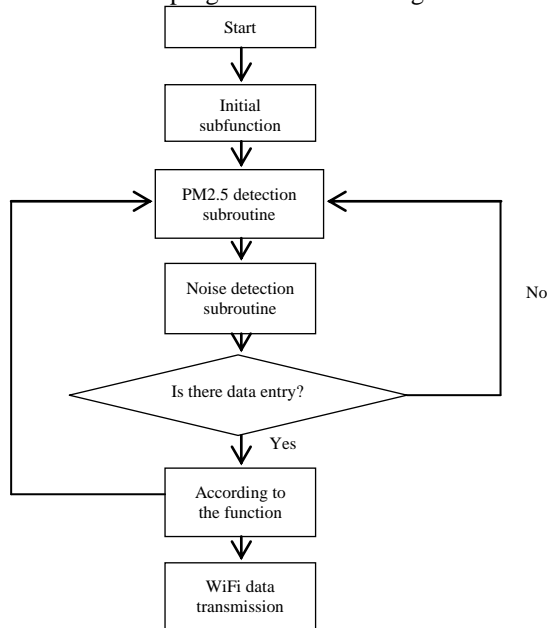 Start
Initial
subfunction
PM2.5 detection
subroutine
Noise detection
subroutine
No
Is there data entry?
Yes
According to
the function
WiFi data
transmission